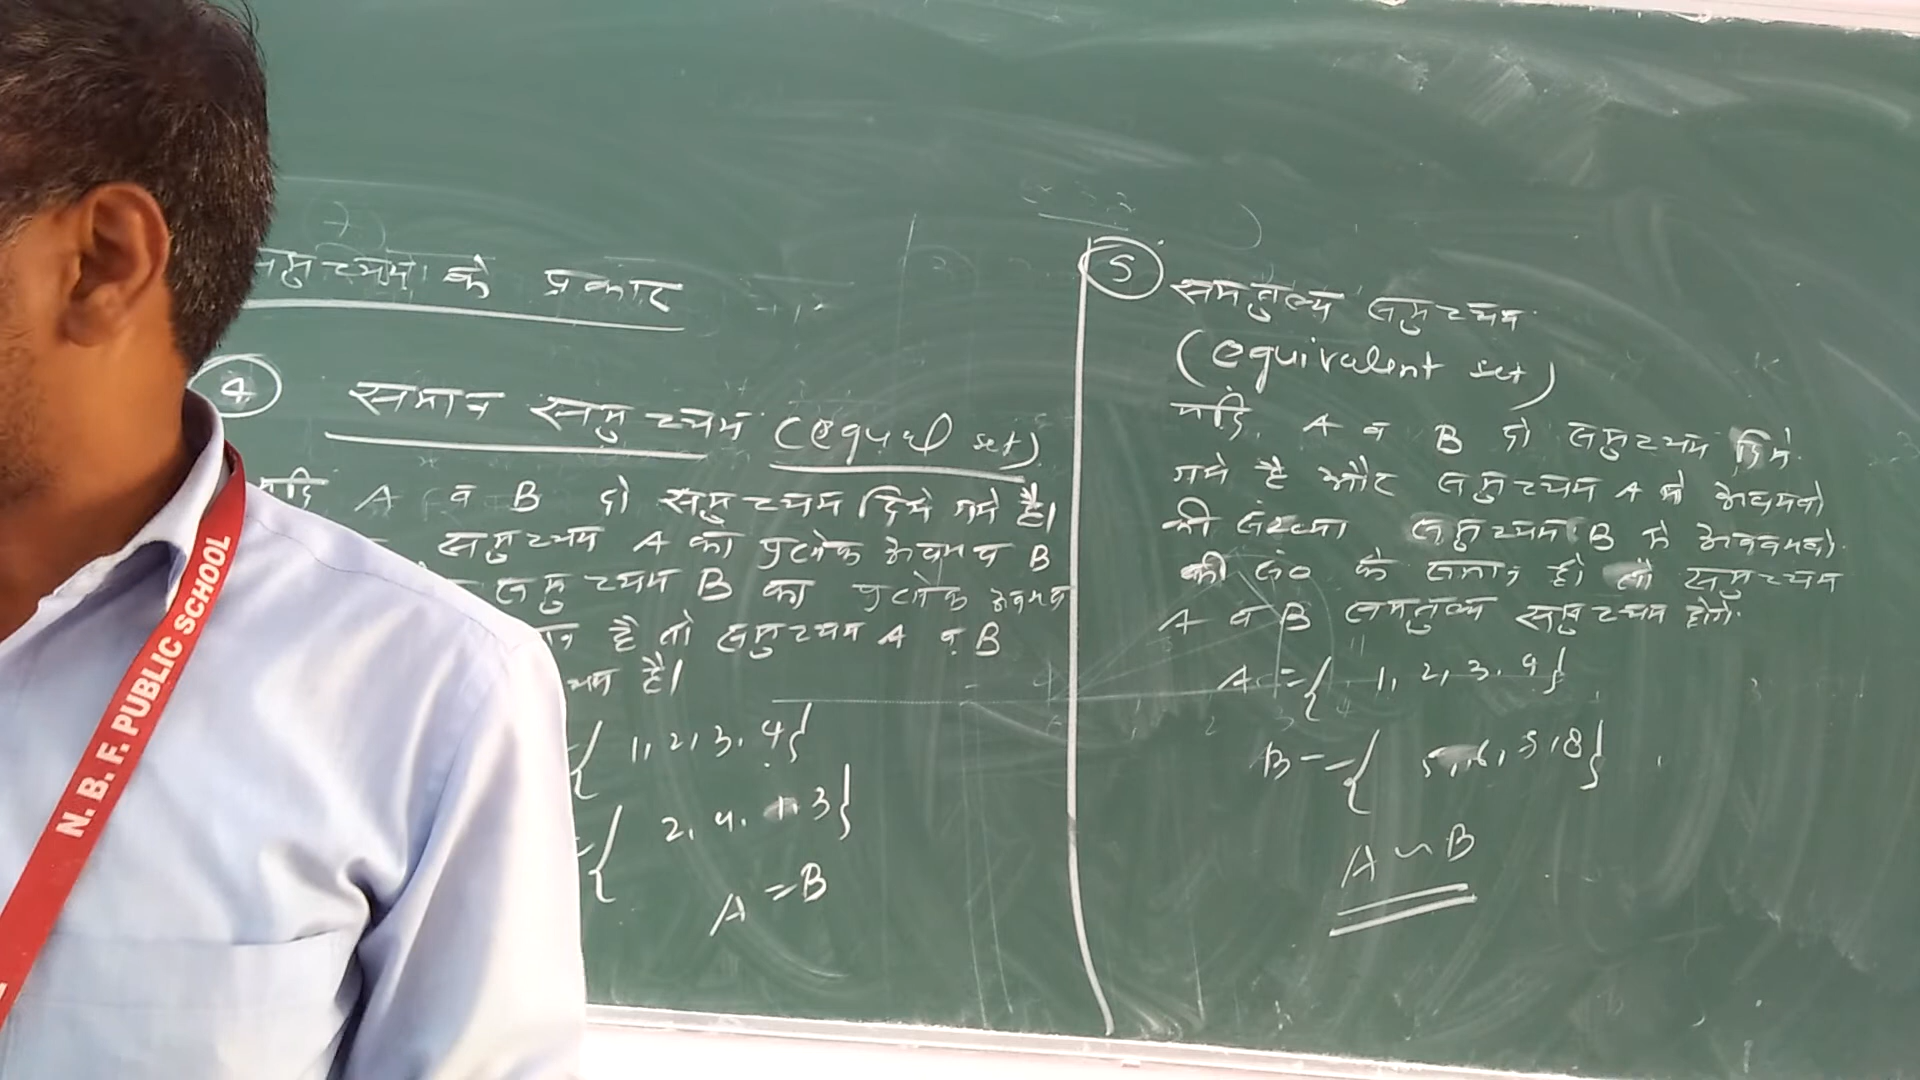 समुच्चयों के प्रकार
4 समान समुच्चय (equal set)
यदि A व B दो समुच्चय दिये गये है।
समुच्चय A का प्रत्येक अवयव B
समुच्चय B का प्रत्येक अवयव
है तो समुच्चय A व B
है।
{ 1, 2, 3, 4}
{ 2, 4, 1, 3}
A = B
5 समतुल्य समुच्चय
(equivalent set)
यदि A व B दो समुच्चय दिये
गये है और समुच्चय A के अवयवो
की संख्या समुच्चय B के अवयवो
की सं० के समान हो तो समुच्चय
A व B समतुल्य समुच्चय होगे.
A = { 1, 2, 3, 4}
B = { 5, 6, 8}
A ~ B
N. B. F. PUBLIC SCHOOL